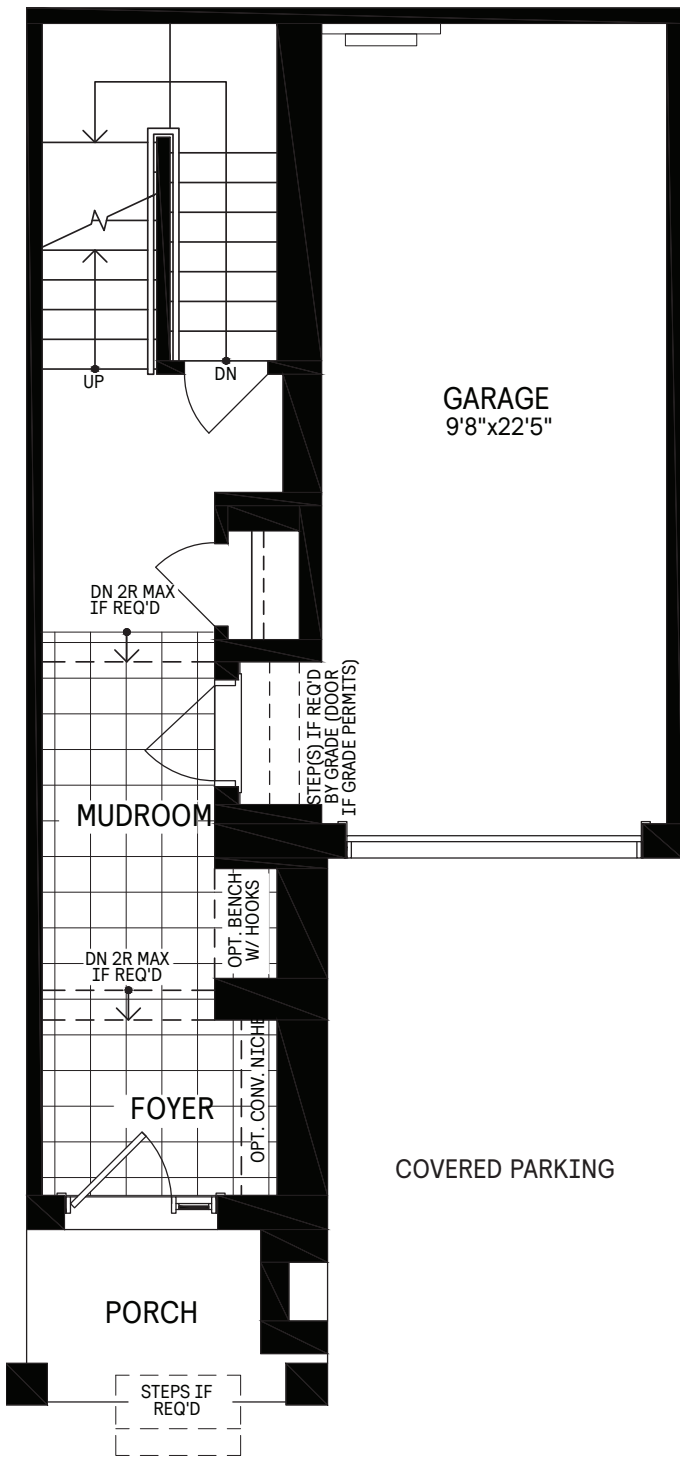 UP
DN
GARAGE
9'8"x22'5"
DN 2R MAX
IF REQ'D
STEP(S) IF REQ'D
BY GRADE (DOOR
IF GRADE PERMITS)
MUDROOM
OPT. BENCH
W/ HOOKS
DN 2R MAX
IF REQ'D
OPT. CONV. NICHE
FOYER
COVERED PARKING
PORCH
STEPS IF
REQ'D